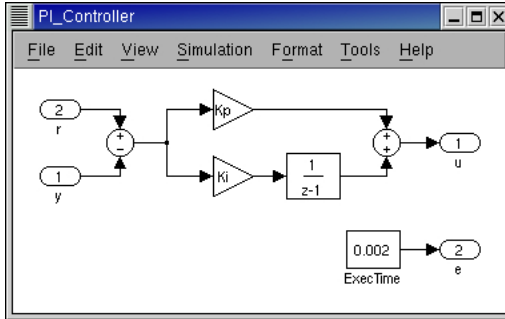 PI_Controller
File Edit View Simulation Format Tools Help
2
r
+
−
1
y
Kp
Ki
1
z-1
+
+
1
u
0.002
ExecTime
2
e